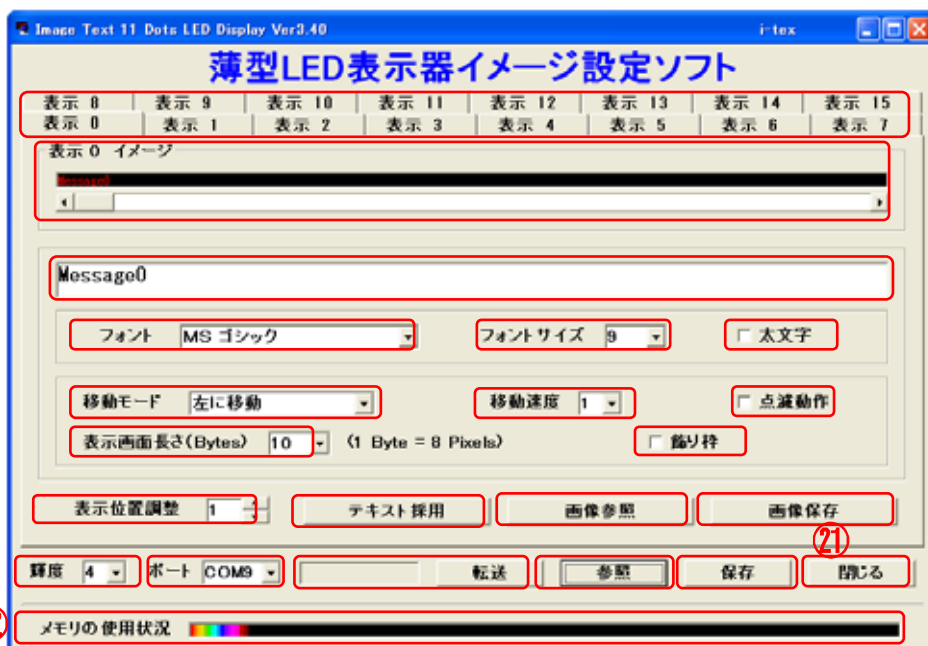 Image Text 11 Dots LED Display Ver3.40 i-tex
薄型LED表示器イメージ設定ソフト
表示 8 表示 9 表示 10 表示 11 表示 12 表示 13 表示 14 表示 15
表示 0 表示 1 表示 2 表示 3 表示 4 表示 5 表示 6 表示 7
表示 0 イメージ
Message0
Message0
フォント MS ゴシック フォントサイズ 9 太文字
移動モード 左に移動 移動速度 1 点滅動作
表示画面長さ(Bytes) 10 (1 Byte = 8 Pixels) 飾り枠
表示位置調整 1 テキスト採用 画像参照 画像保存
㉑
輝度 4 ポート COM9 転送 参照 保存 閉じる
メモリの使用状況